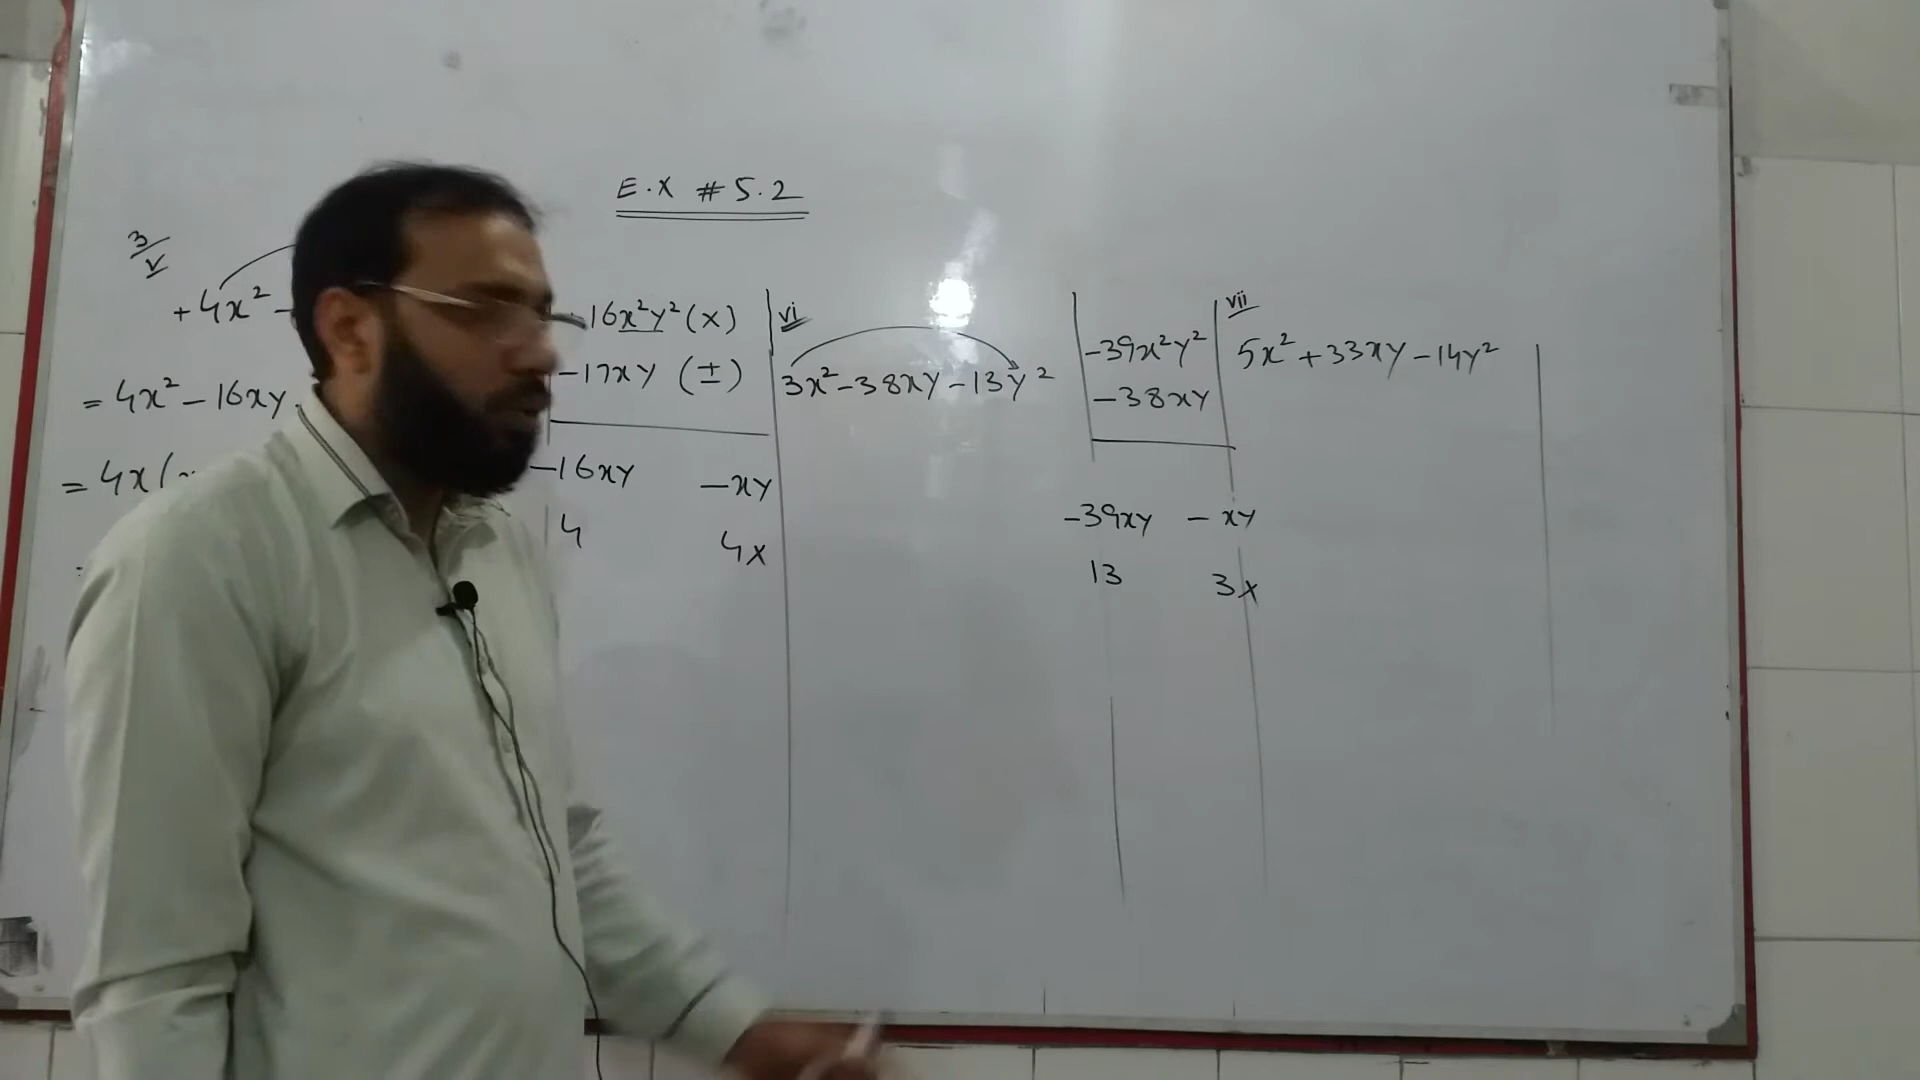 E.X # 5.2
3/v
+4x² -
= 4x² - 16xy
= 4x(
-16x²y² (x)
-17xy (±)
-16xy -xy
4 4x
vi
3x² - 38xy - 13y²
-39x²y²
-38xy
-39xy - xy
13 3x
vii
5x² + 33xy - 14y²